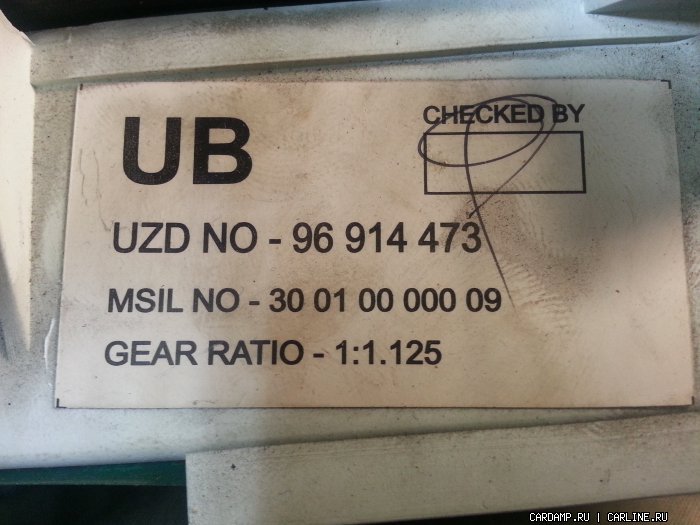 UB
CHECKED BY
UZD NO - 96 914 473
MSIL NO - 30 01 00 000 09
GEAR RATIO - 1:1.125
CARDAMP.RU | CARLINE.RU